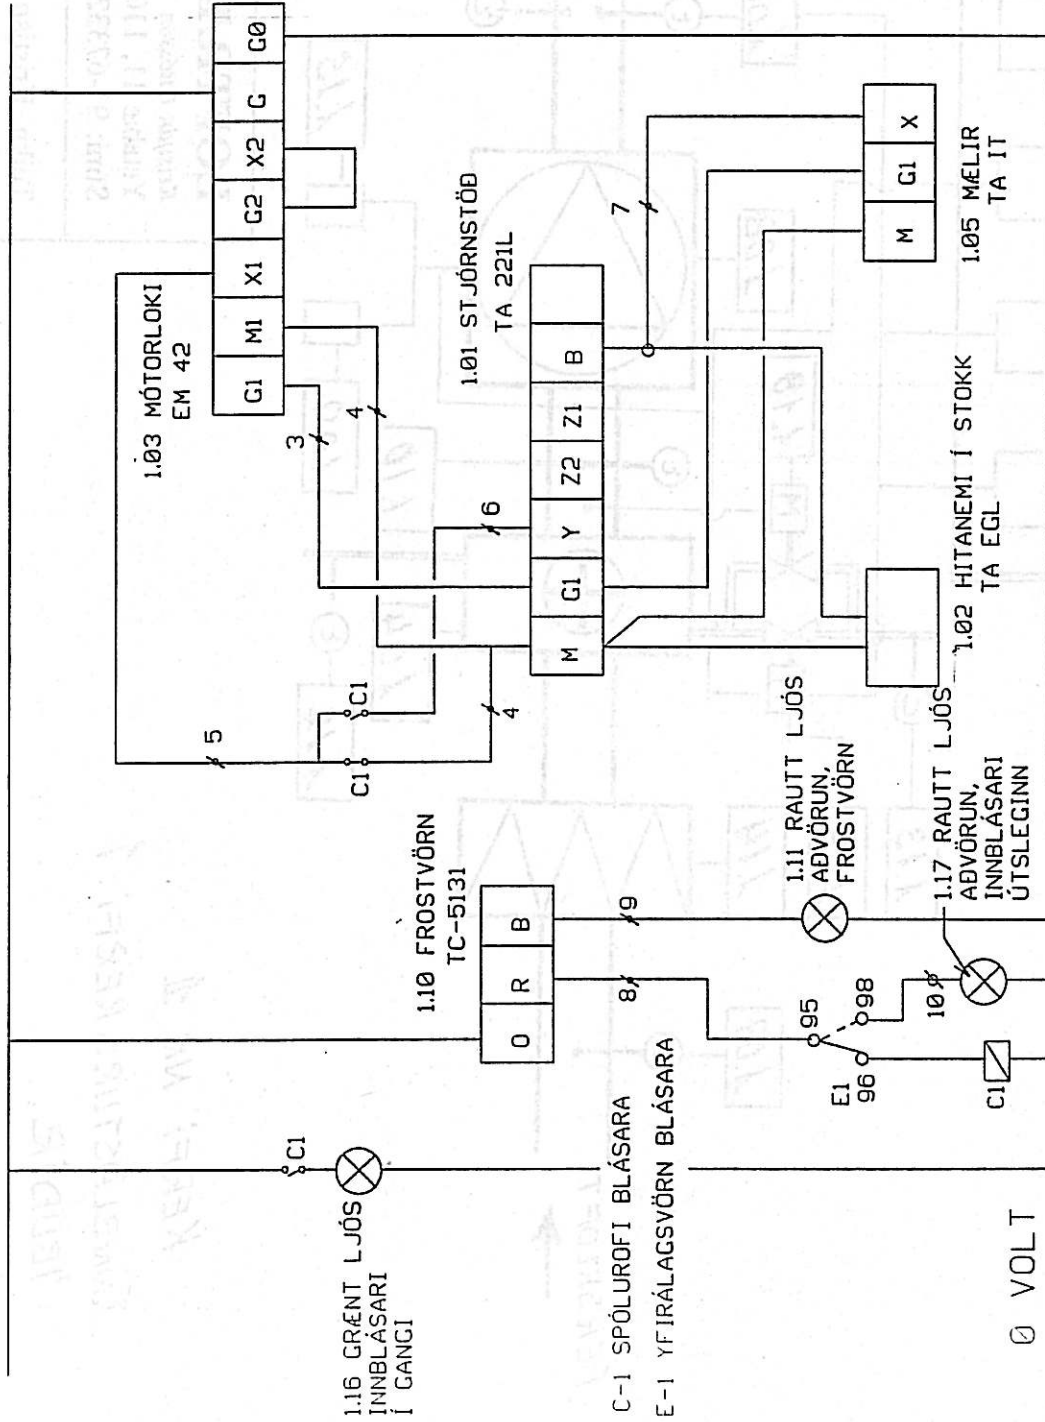 G1
M1
X1
G2
X2
G
G0
1.03 MÓTORLOKI
EM 42
5
3
4
C1
C1
6
4
1.01 STJÓRNSTÖÐ
TA 221L
M
G1
Y
Z2
Z1
B
7
M
G1
X
1.05 MÆLIR
TA IT
1.02 HITANEMI Í STOKK
TA EGL
1.10 FROSTVÖRN
TC-5131
O
R
B
8
9
1.11 RAUTT LJÓS
AÐVÖRUN,
FROSTVÖRN
1.17 RAUTT LJÓS
AÐVÖRUN,
INNBLÁSARI
ÚTSLEGINN
95
E1
96
98
10
C1
C1
1.16 GRÆNT LJÓS
INNBLÁSARI
Í GANGI
C-1 SPÓLUROFI BLÁSARA
E-1 YFIRÁLAGSVÖRN BLÁSARA
0 VOLT